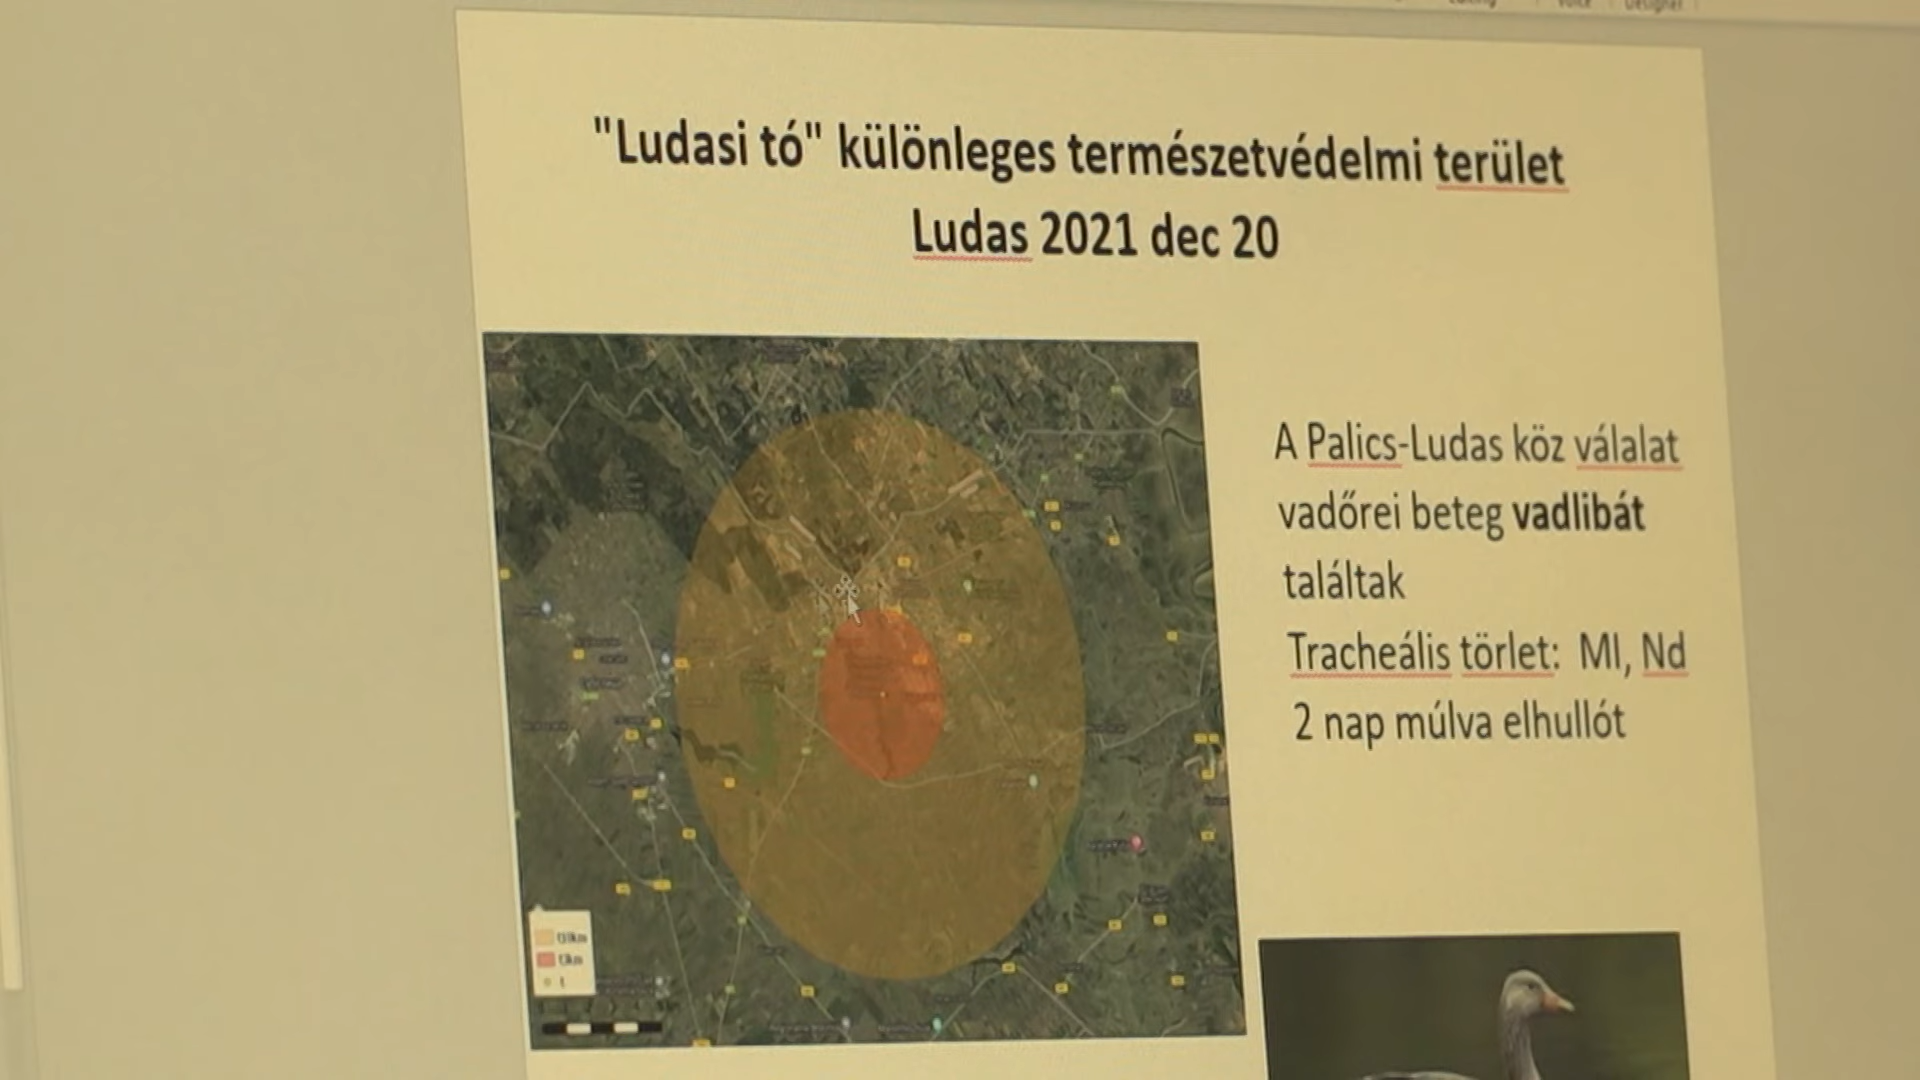 "Ludasi tó" különleges természetvédelmi terület
Ludas 2021 dec 20
A Palics-Ludas köz válalat
vadőrei beteg vadlibát
találtak
Tracheális törlet: MI, Nd
2 nap múlva elhullót